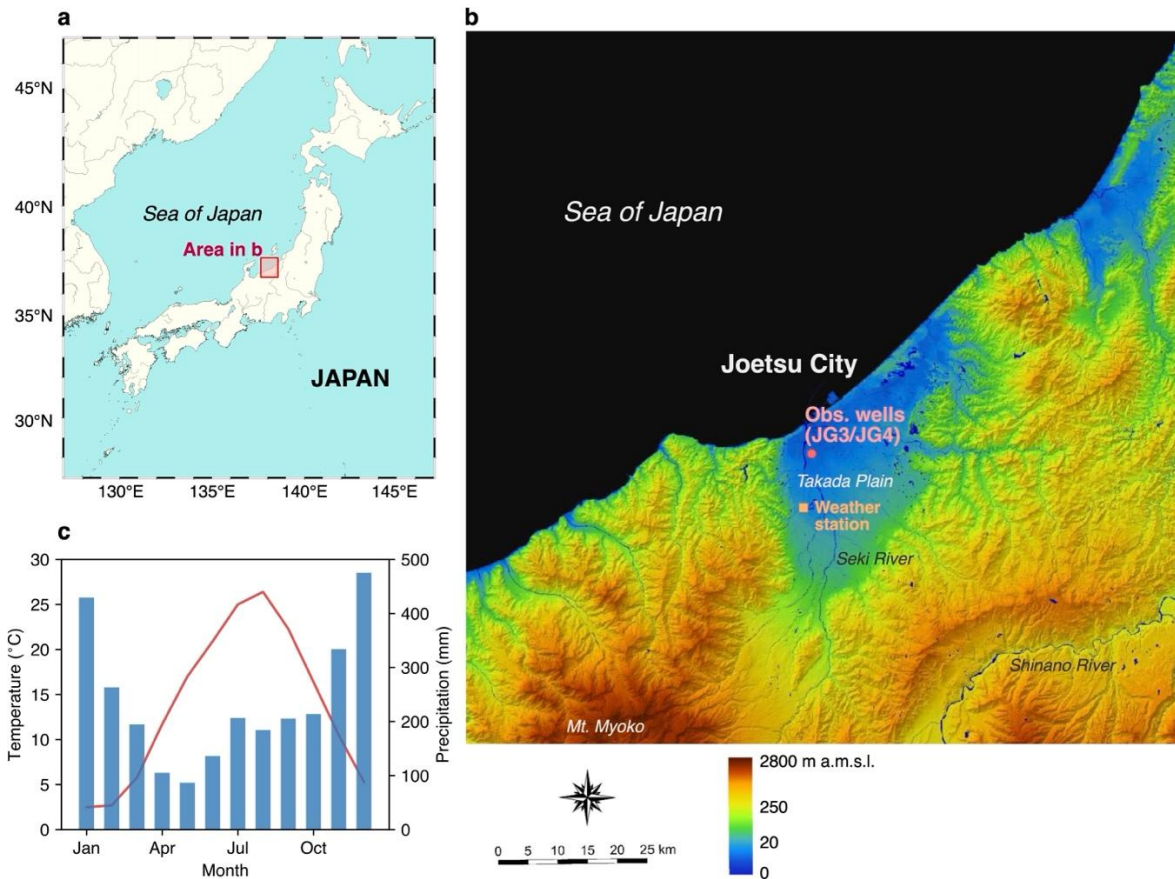 a
45°N
40°N
35°N
30°N
130°E
135°E
140°E
145°E
Sea of Japan
Area in b
JAPAN
b
Sea of Japan
Joetsu City
Obs. wells
(JG3/JG4)
Takada Plain
Weather
station
Seki River
Shinano River
Mt. Myoko
2800 m a.m.s.l.
250
20
0
0 5 10 15 20 25 km
c
30
25
20
15
10
5
0
Temperature (°C)
500
400
300
200
100
0
Precipitation (mm)
Jan
Apr
Jul
Oct
Month